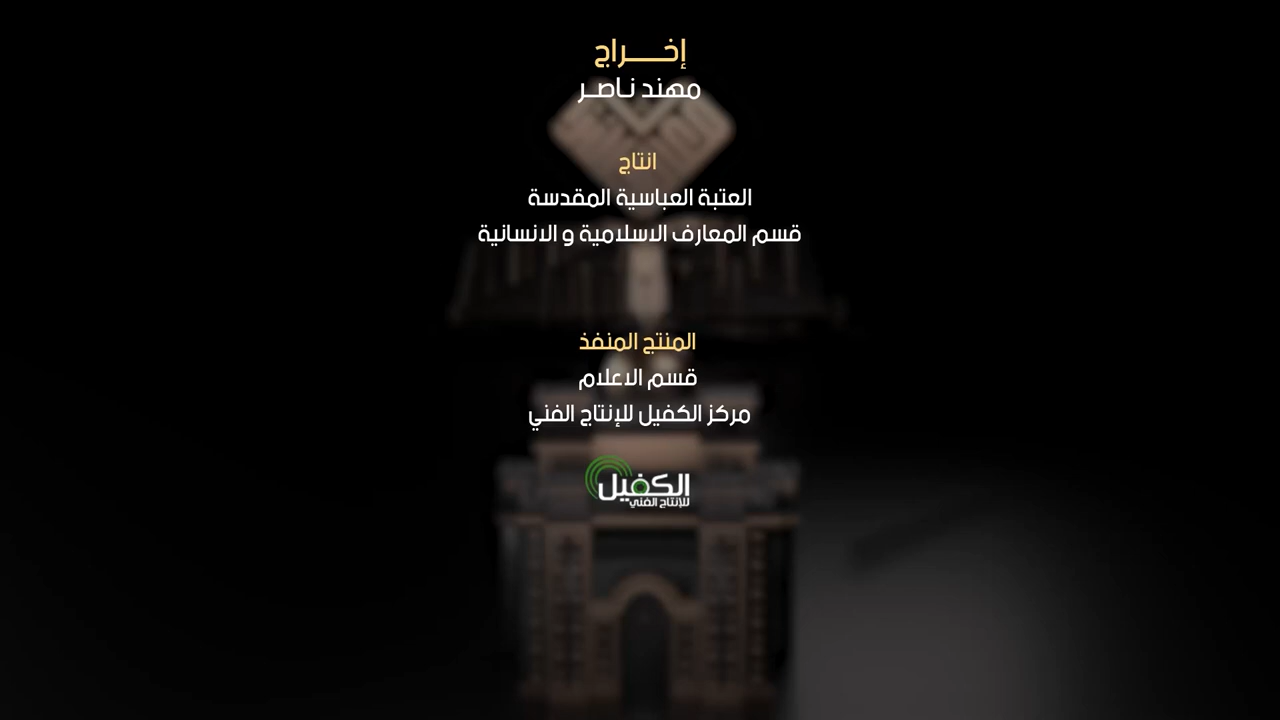 إخــــراج
مهند نـاصـر
انتاج
العتبة العباسية المقدسة
قسم المعارف الاسلامية و الانسانية
المنتج المنفذ
قسم الاعلام
مركز الكفيل للإنتاج الفني
الكفيل
للإنتاج الفني